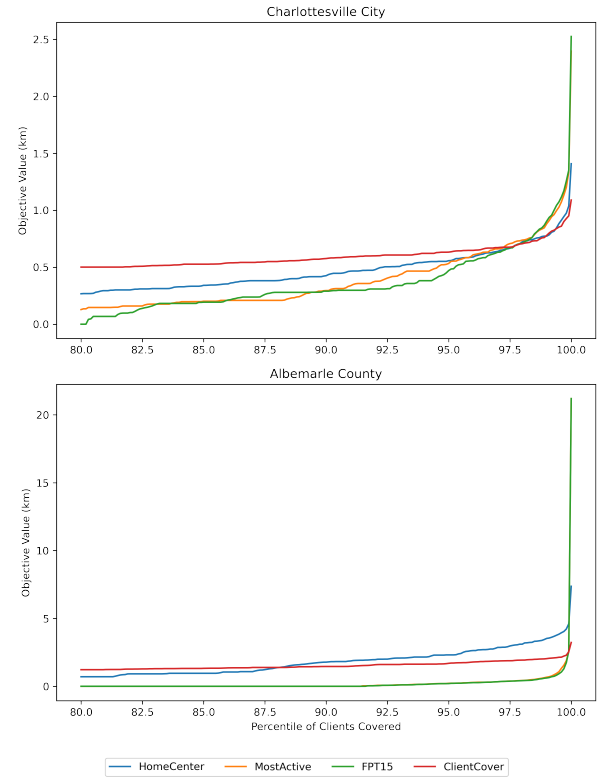 Charlottesville City
Objective Value (km)
2.5
2.0
1.5
1.0
0.5
0.0
80.0 82.5 85.0 87.5 90.0 92.5 95.0 97.5 100.0
Albemarle County
Objective Value (km)
20
15
10
5
0
80.0 82.5 85.0 87.5 90.0 92.5 95.0 97.5 100.0
Percentile of Clients Covered
HomeCenter MostActive FPT15 ClientCover